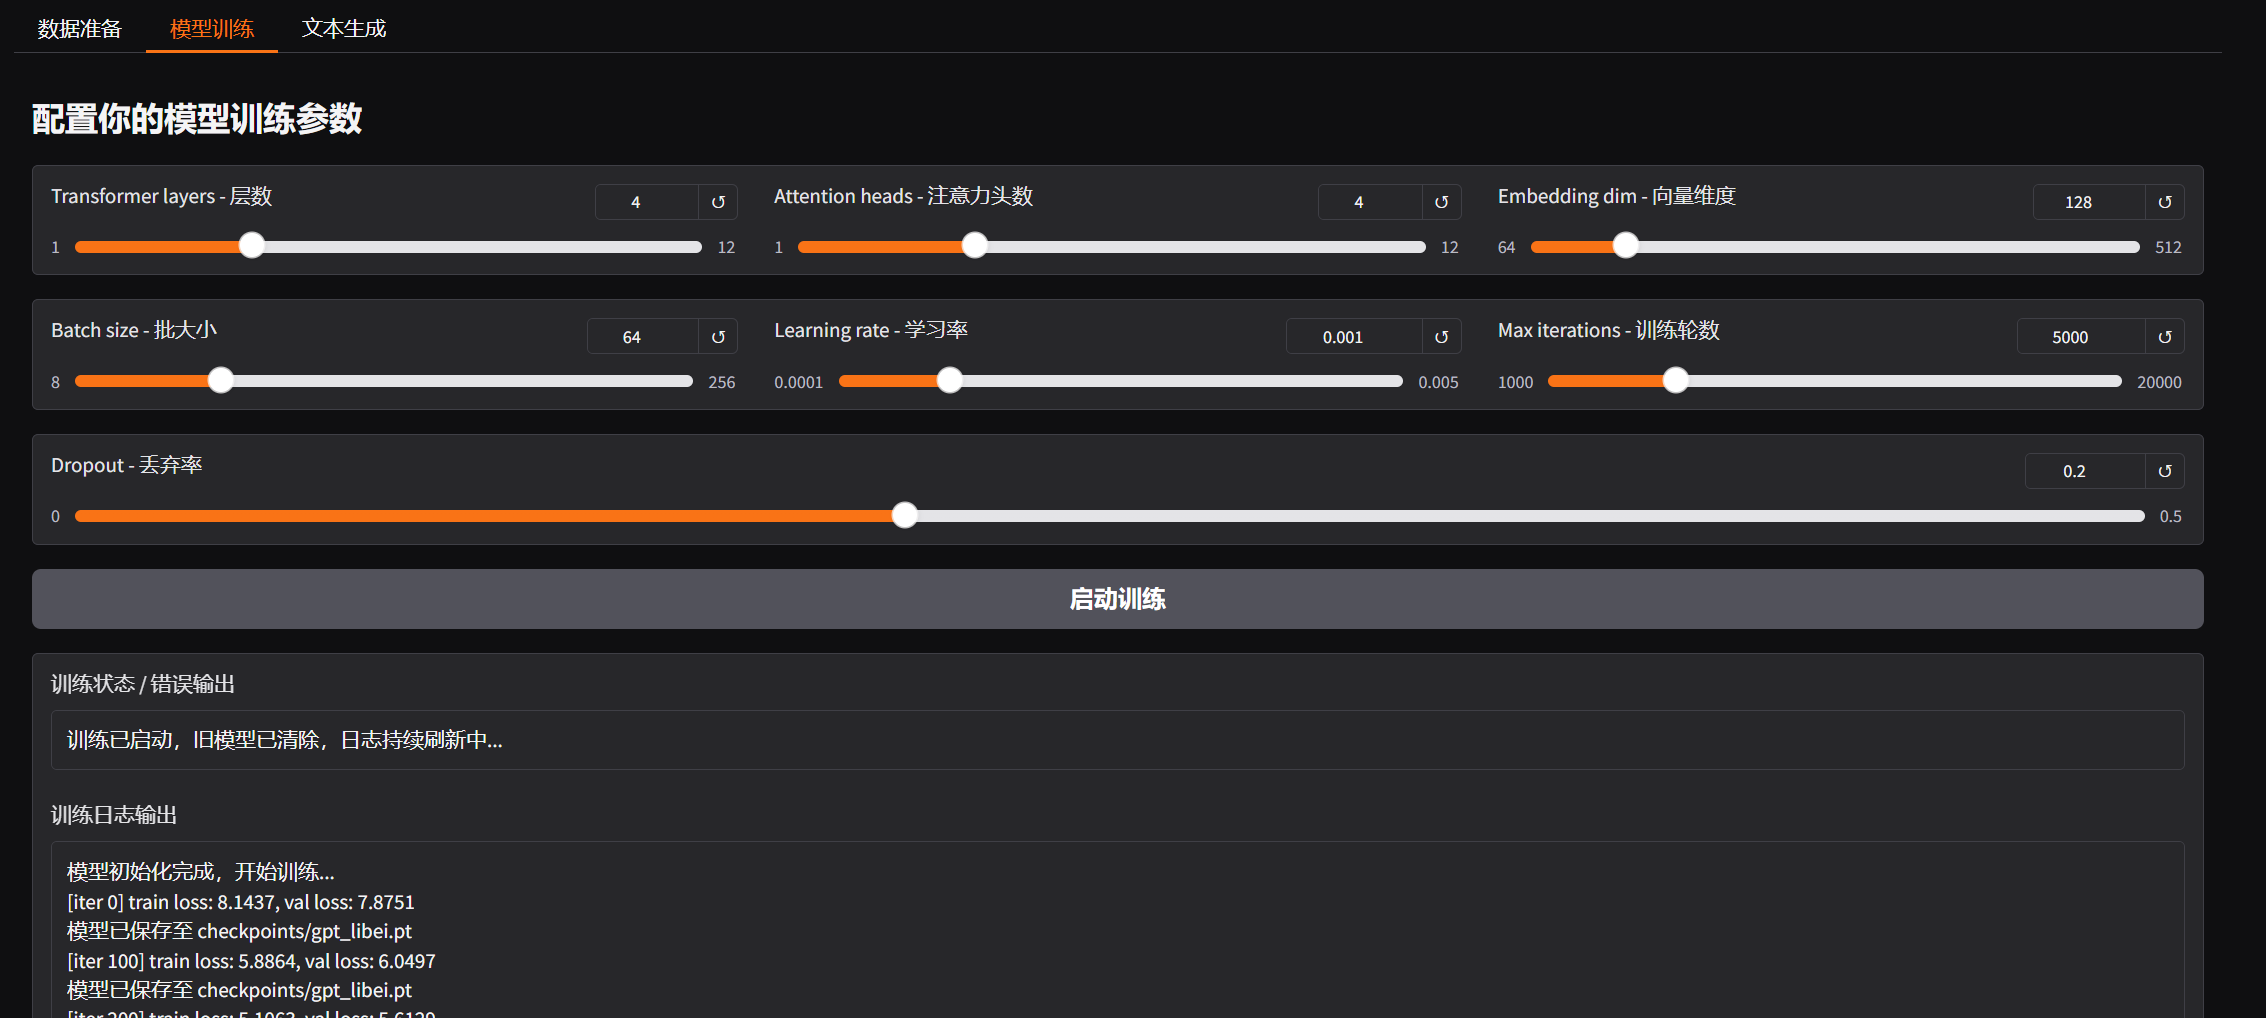 数据准备 模型训练 文本生成
配置你的模型训练参数
Transformer layers - 层数 4 ↺ Attention heads - 注意力头数 4 ↺ Embedding dim - 向量维度 128 ↺
1 12 1 12 64 512
Batch size - 批大小 64 ↺ Learning rate - 学习率 0.001 ↺ Max iterations - 训练轮数 5000 ↺
8 256 0.0001 0.005 1000 20000
Dropout - 丢弃率 0.2 ↺
0 0.5
启动训练
训练状态 / 错误输出
训练已启动，旧模型已清除，日志持续刷新中...
训练日志输出
模型初始化完成，开始训练...
[iter 0] train loss: 8.1437, val loss: 7.8751
模型已保存至 checkpoints/gpt_libei.pt
[iter 100] train loss: 5.8864, val loss: 6.0497
模型已保存至 checkpoints/gpt_libei.pt
[iter 200] train loss: 5.1063, val loss: